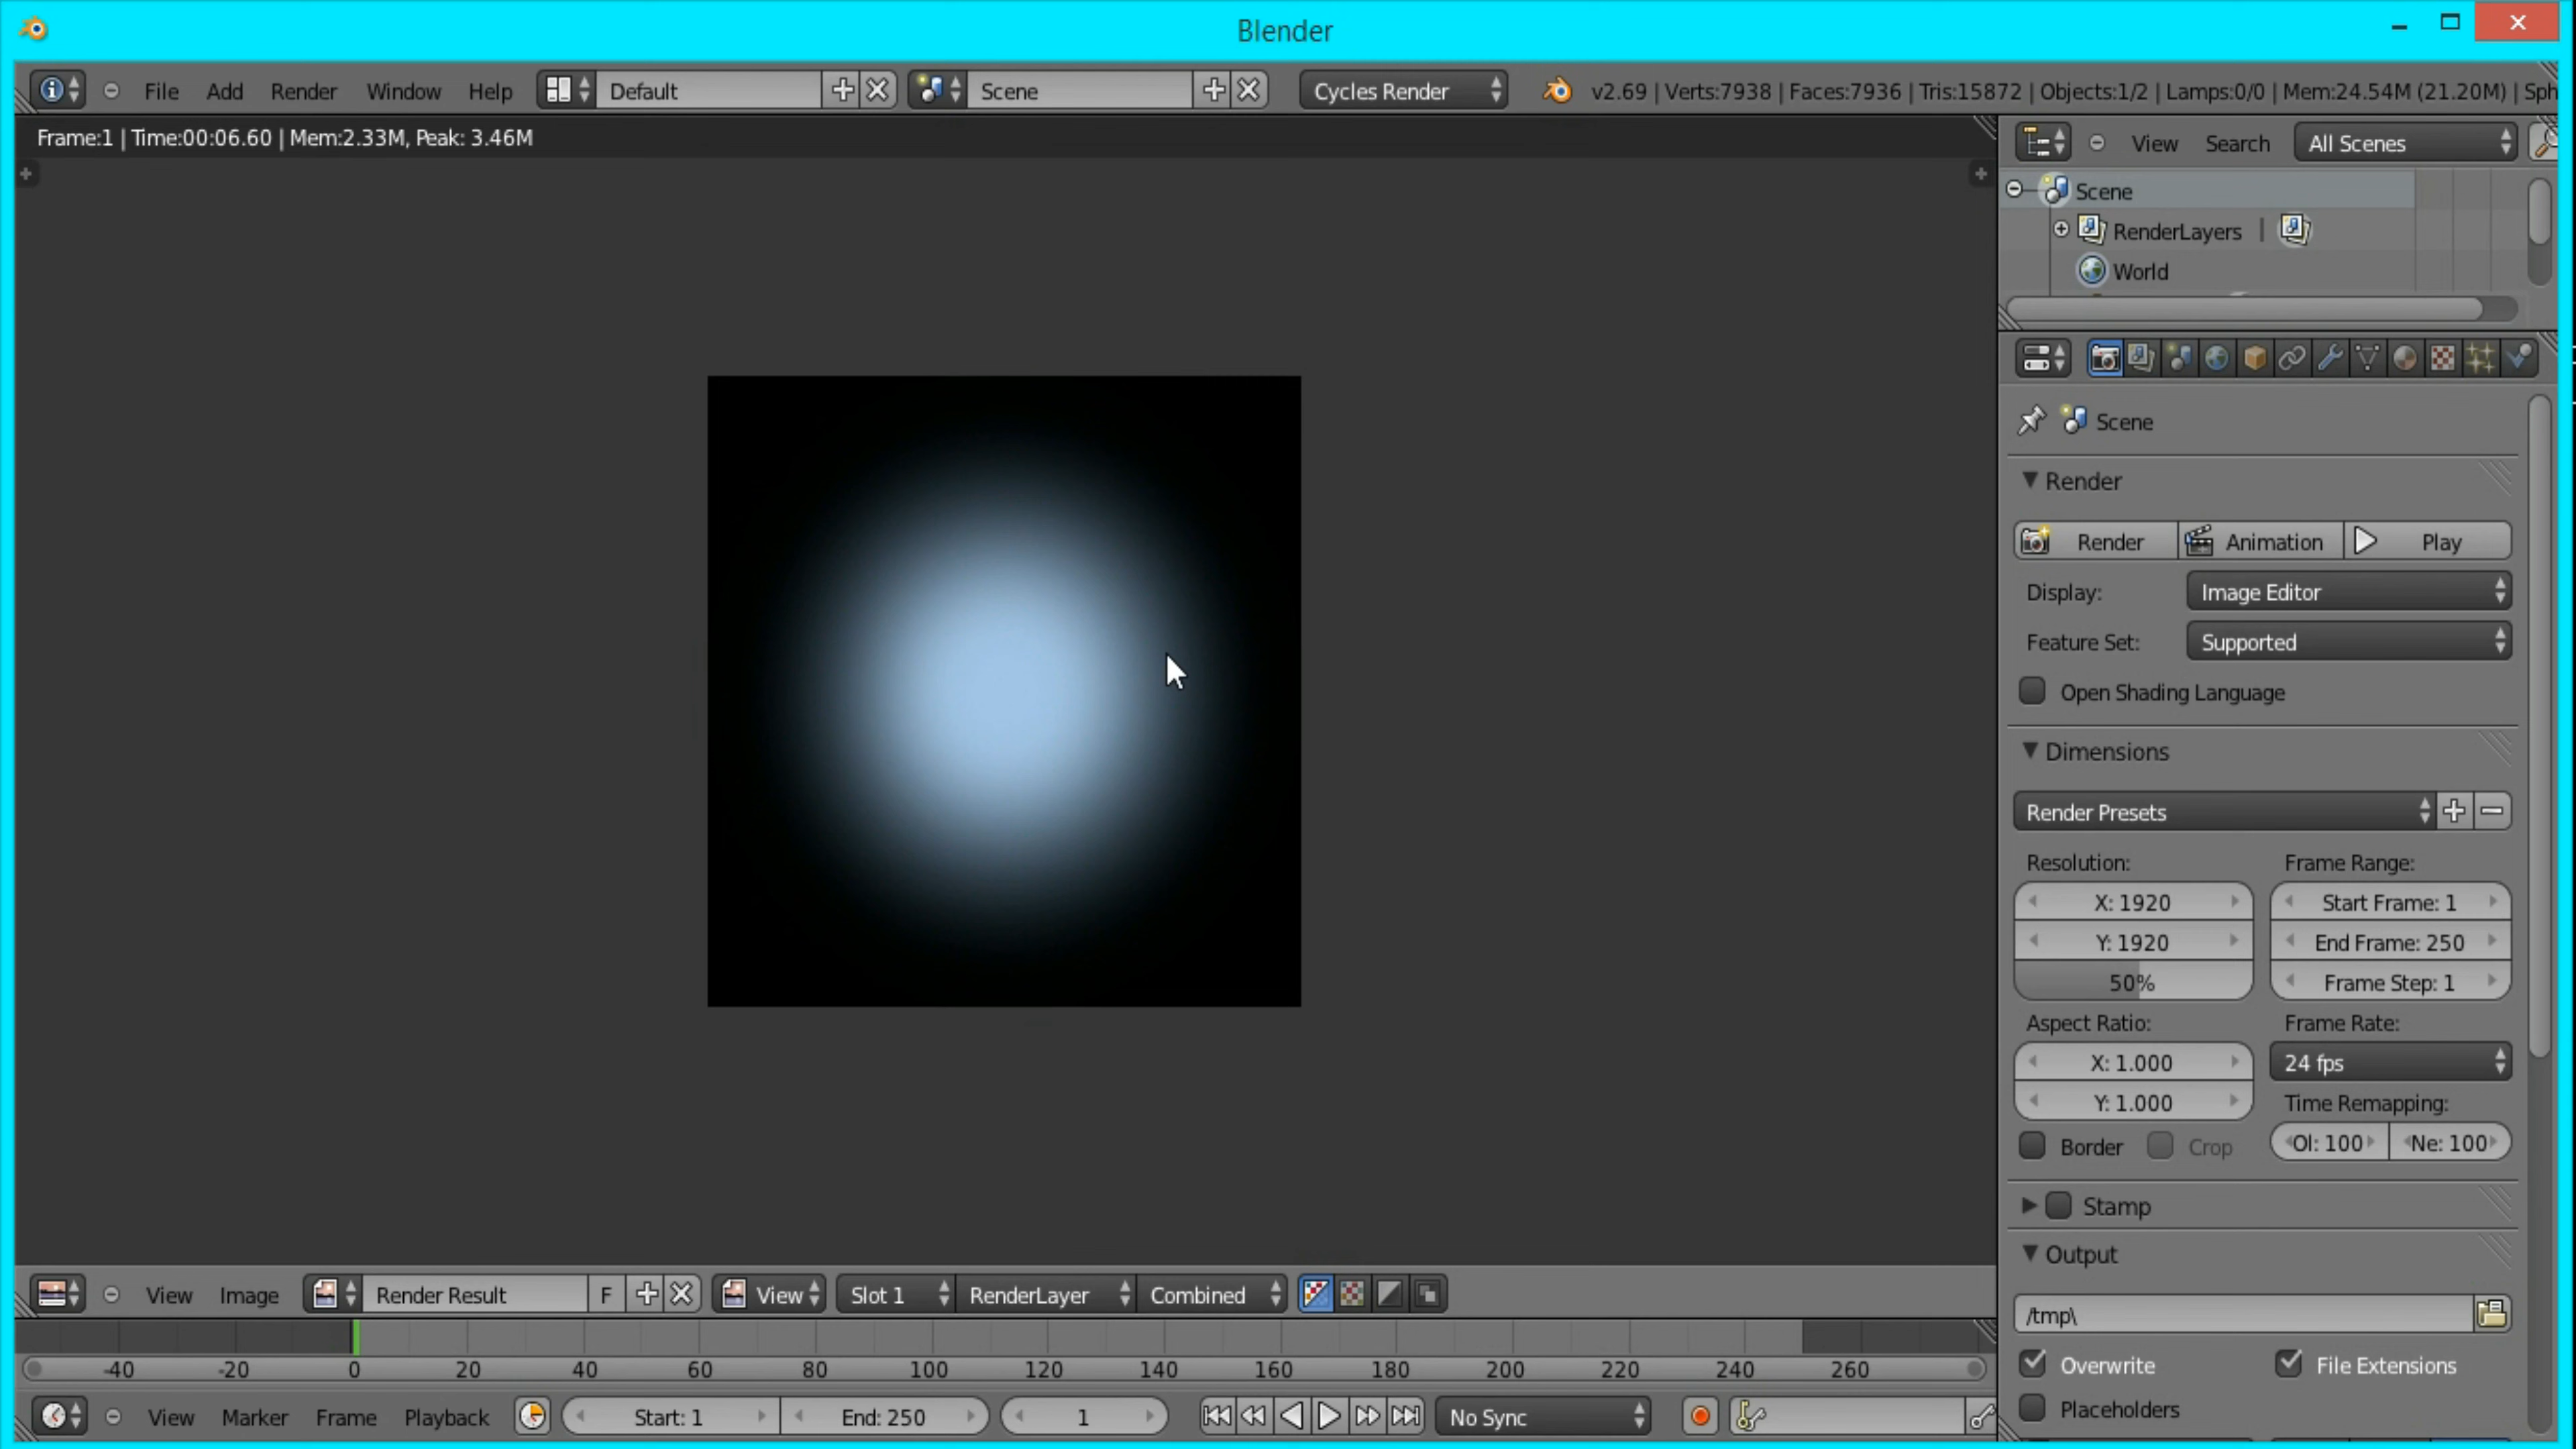 Blender
File Add Render Window Help Default Scene Cycles Render v2.69 | Verts:7938 | Faces:7936 | Tris:15872 | Objects:1/2 | Lamps:0/0 | Mem:24.54M (21.20M) | Sph
Frame:1 | Time:00:06.60 | Mem:2.33M, Peak: 3.46M
View Search All Scenes
Scene
RenderLayers |
World
Scene
Render
Render Animation Play
Display: Image Editor
Feature Set: Supported
Open Shading Language
Dimensions
Render Presets
Resolution: Frame Range:
X: 1920 Start Frame: 1
Y: 1920 End Frame: 250
50% Frame Step: 1
Aspect Ratio: Frame Rate:
X: 1.000 24 fps
Y: 1.000 Time Remapping:
Border Crop Ol: 100 Ne: 100
Stamp
Output
/tmp\
Overwrite File Extensions
Placeholders
View Image Render Result F View Slot 1 RenderLayer Combined
-40 -20 0 20 40 60 80 100 120 140 160 180 200 220 240 260
View Marker Frame Playback Start: 1 End: 250 1 No Sync